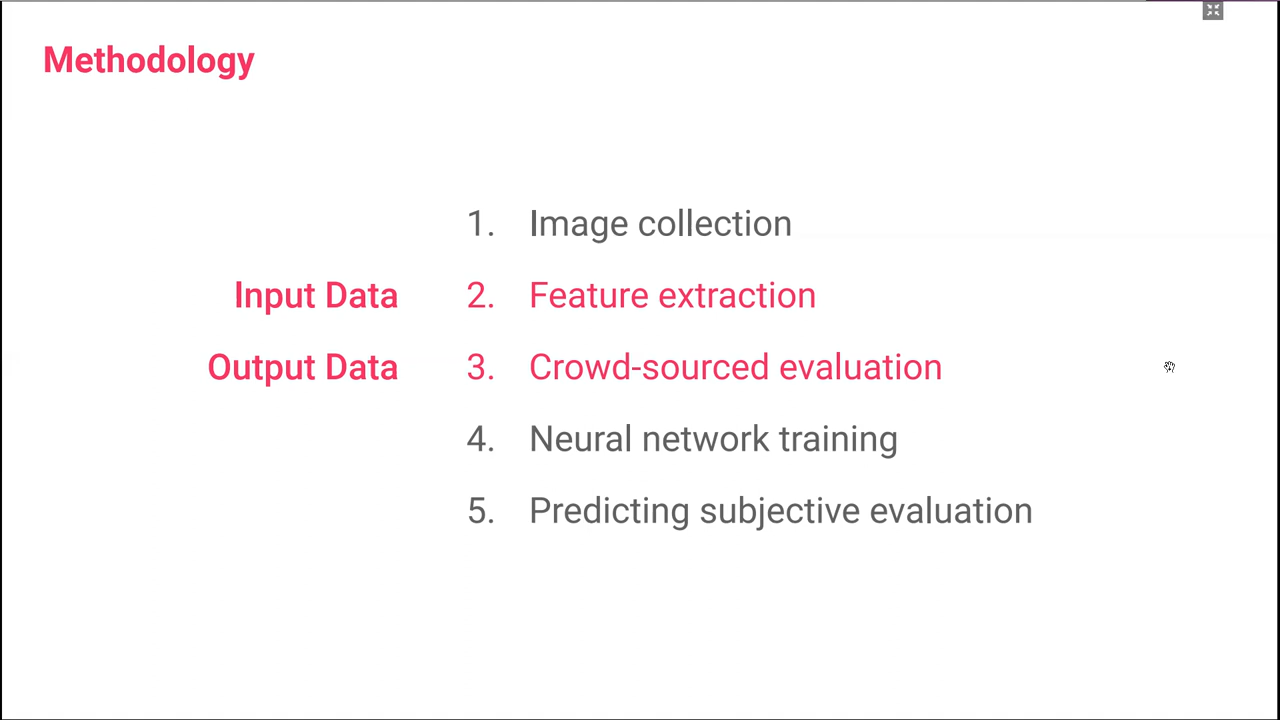 Methodology
1. Image collection
Input Data 2. Feature extraction
Output Data 3. Crowd-sourced evaluation
4. Neural network training
5. Predicting subjective evaluation